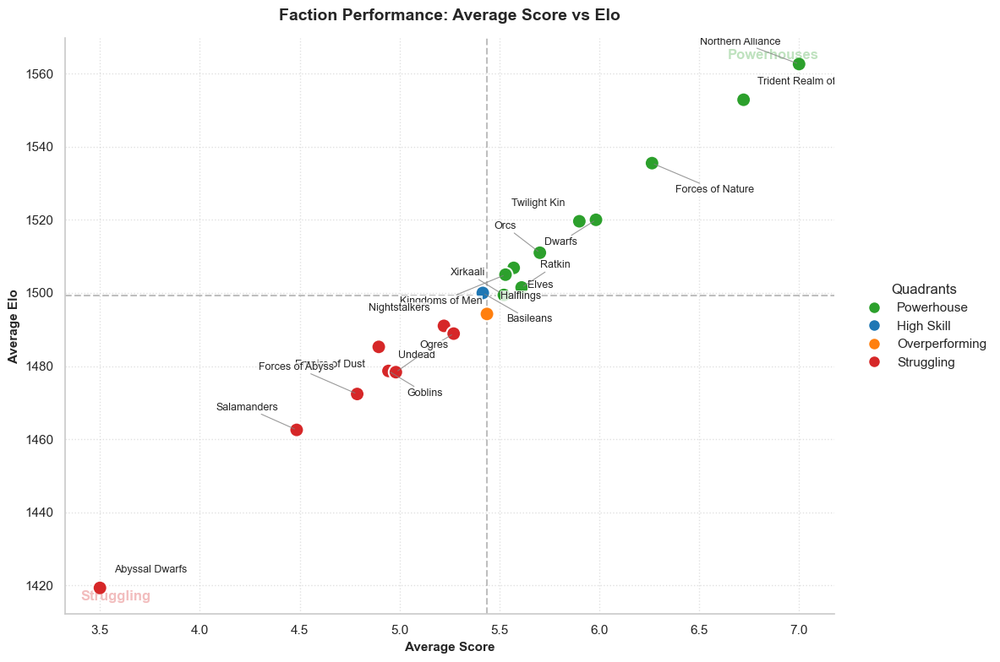 Faction Performance: Average Score vs Elo
Northern Alliance
Powerhouses
Trident Realm of
Forces of Nature
Twilight Kin
Orcs
Dwarfs
Ratkin
Xirkaali
Elves
Halflings
Kingdoms of Men
Nightstalkers
Basileans
Ogres
Undead
of Dust
Forces of Abyss
Goblins
Salamanders
Abyssal Dwarfs
Struggling
Quadrants
Powerhouse
High Skill
Overperforming
Struggling
Average Elo
1560
1540
1520
1500
1480
1460
1440
1420
3.5 4.0 4.5 5.0 5.5 6.0 6.5 7.0
Average Score